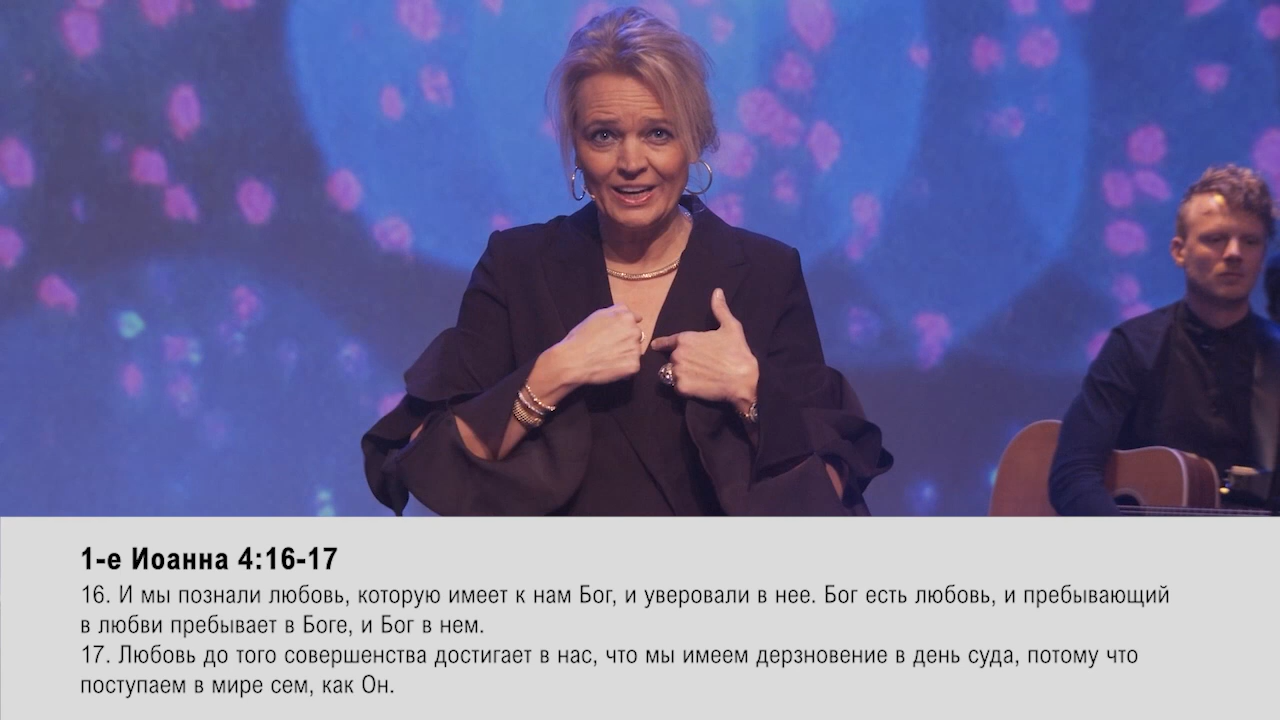 1-е Иоанна 4:16-17
16. И мы познали любовь, которую имеет к нам Бог, и уверовали в нее. Бог есть любовь, и пребывающий
в любви пребывает в Боге, и Бог в нем.
17. Любовь до того совершенства достигает в нас, что мы имеем дерзновение в день суда, потому что
поступаем в мире сем, как Он.